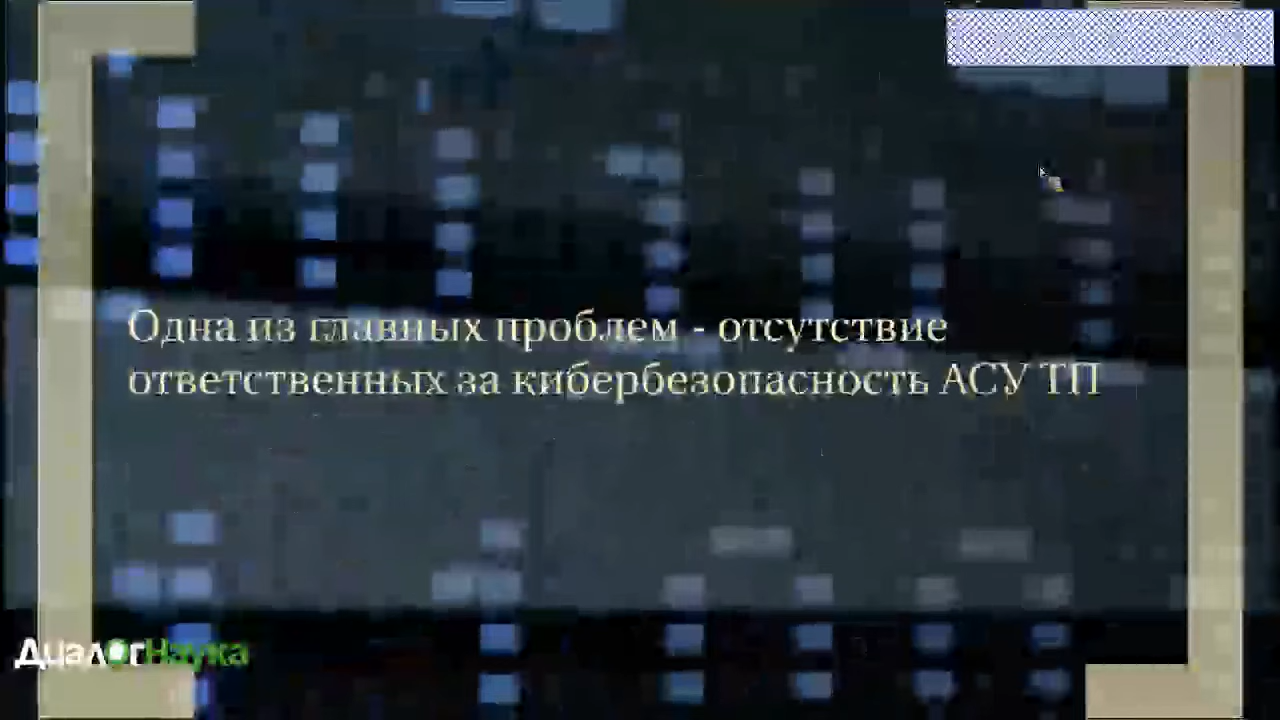 Одна из главных проблем - отсутствие
ответственных за кибербезопасность АСУ ТП
ДиалогНаука